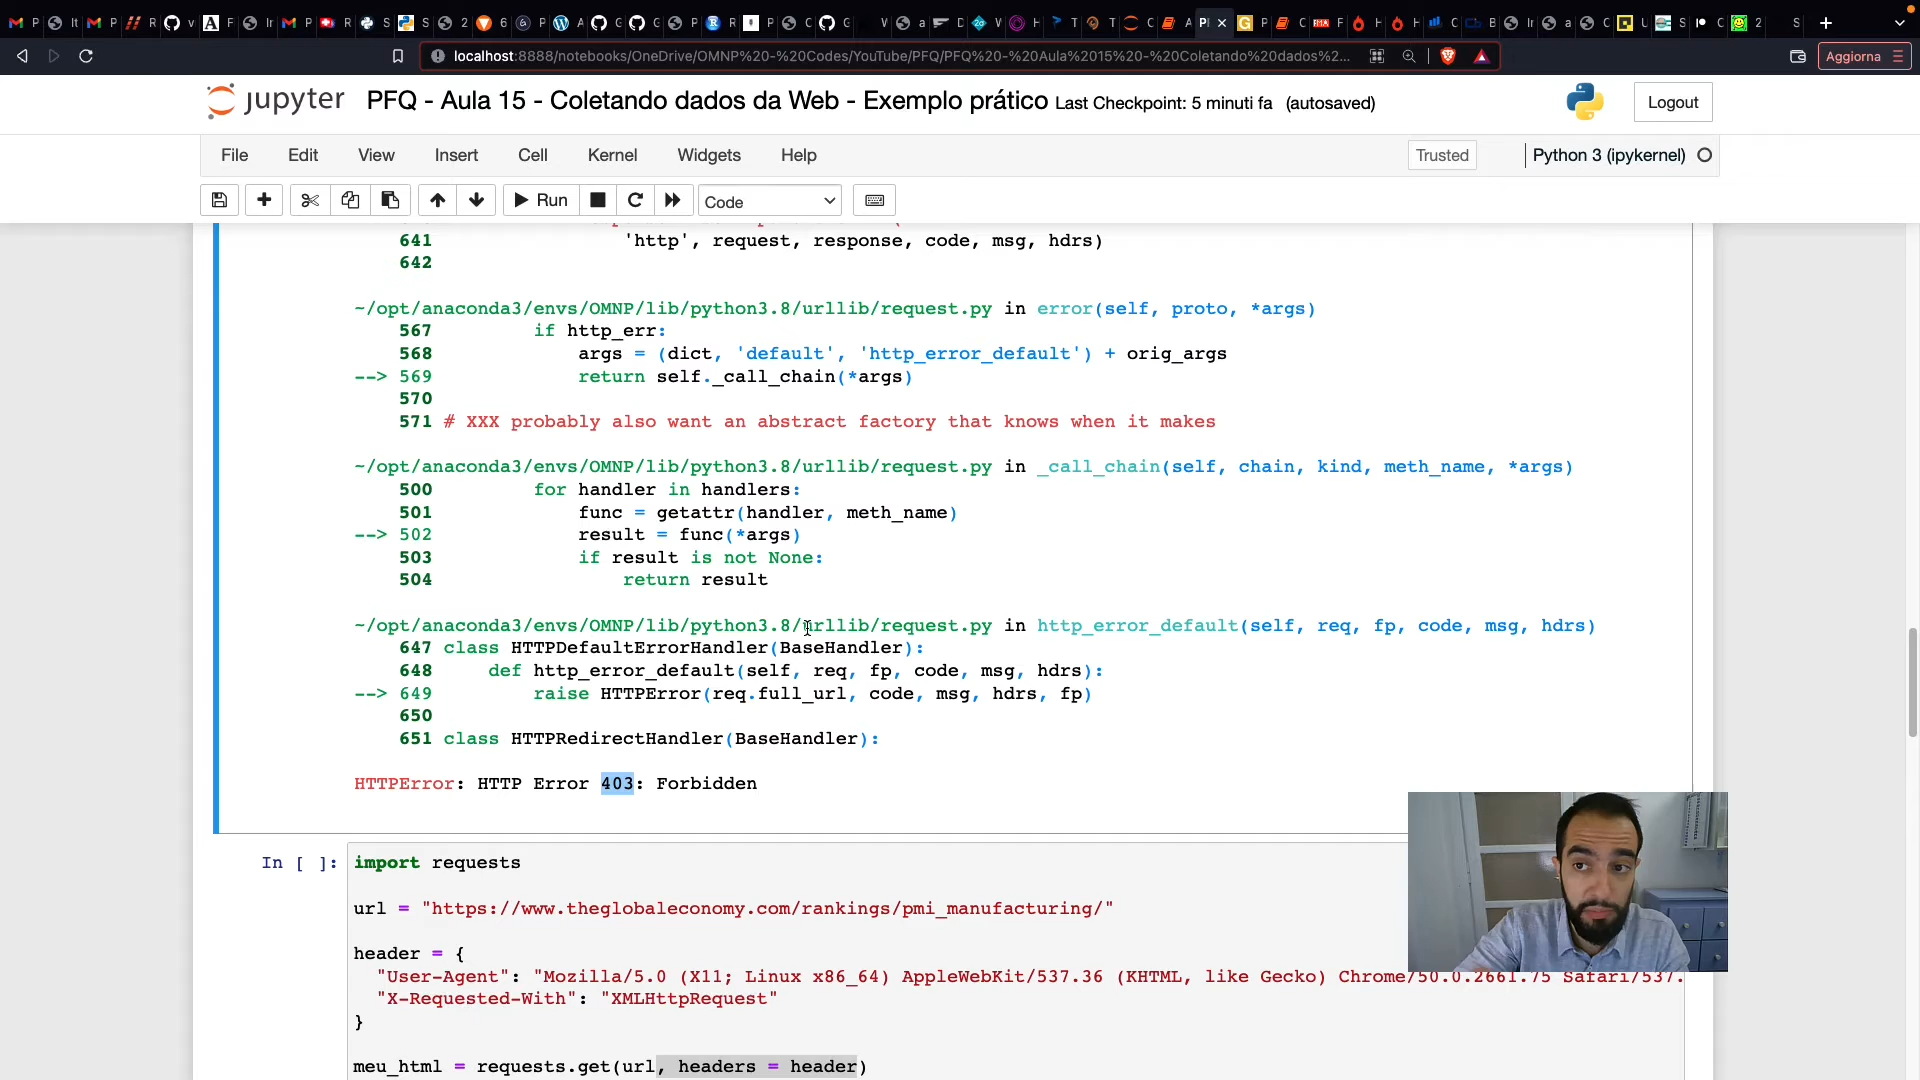 localhost:8888/notebooks/OneDrive/OMNP%20-%20Codes/YouTube/PFQ/PFQ%20-%20Aula%2015%20-%20Coletando%20dados%2...
Aggiorna
jupyter PFQ - Aula 15 - Coletando dados da Web - Exemplo prático Last Checkpoint: 5 minuti fa (autosaved)
Logout
File Edit View Insert Cell Kernel Widgets Help
Trusted
Python 3 (ipykernel)
Run
Code
641 'http', request, response, code, msg, hdrs)
642
~/opt/anaconda3/envs/OMNP/lib/python3.8/urllib/request.py in error(self, proto, *args)
567 if http_err:
568 args = (dict, 'default', 'http_error_default') + orig_args
--> 569 return self._call_chain(*args)
570
571 # XXX probably also want an abstract factory that knows when it makes
~/opt/anaconda3/envs/OMNP/lib/python3.8/urllib/request.py in _call_chain(self, chain, kind, meth_name, *args)
500 for handler in handlers:
501 func = getattr(handler, meth_name)
--> 502 result = func(*args)
503 if result is not None:
504 return result
~/opt/anaconda3/envs/OMNP/lib/python3.8/urllib/request.py in http_error_default(self, req, fp, code, msg, hdrs)
647 class HTTPDefaultErrorHandler(BaseHandler):
648 def http_error_default(self, req, fp, code, msg, hdrs):
--> 649 raise HTTPError(req.full_url, code, msg, hdrs, fp)
650
651 class HTTPRedirectHandler(BaseHandler):
HTTPError: HTTP Error 403: Forbidden
In [ ]: import requests
url = "https://www.theglobaleconomy.com/rankings/pmi_manufacturing/"
header = {
"User-Agent": "Mozilla/5.0 (X11; Linux x86_64) AppleWebKit/537.36 (KHTML, like Gecko) Chrome/50.0.2661.75 Safari/537.
"X-Requested-With": "XMLHttpRequest"
}
meu_html = requests.get(url, headers = header)